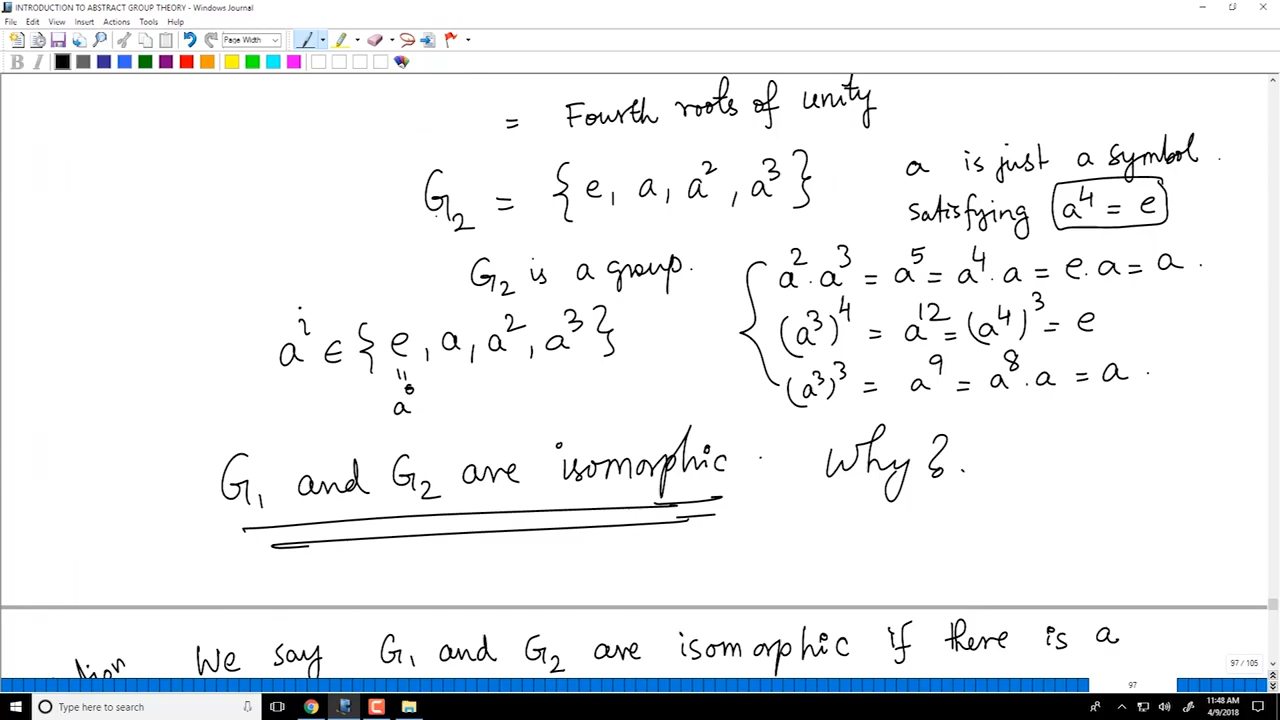 INTRODUCTION TO ABSTRACT GROUP THEORY - Windows Journal
File Edit View Insert Actions Tools Help
Page Width
B I
= Fourth roots of unity
G₂ = {e, a, a², a³}
a is just a symbol.
satisfying a⁴ = e
G₂ is a group.
a²·a³ = a⁵ = a⁴·a = e·a = a.
aⁱ ∈ {e, a, a², a³}
(a³)⁴ = a¹² = (a⁴)³ = e
"
a⁰
(a³)³ = a⁹ = a⁸·a = a.
G₁ and G₂ are isomorphic. Why?.
We say G₁ and G₂ are isomorphic if there is a
97 / 105
97
Type here to search
11:48 AM
4/9/2018